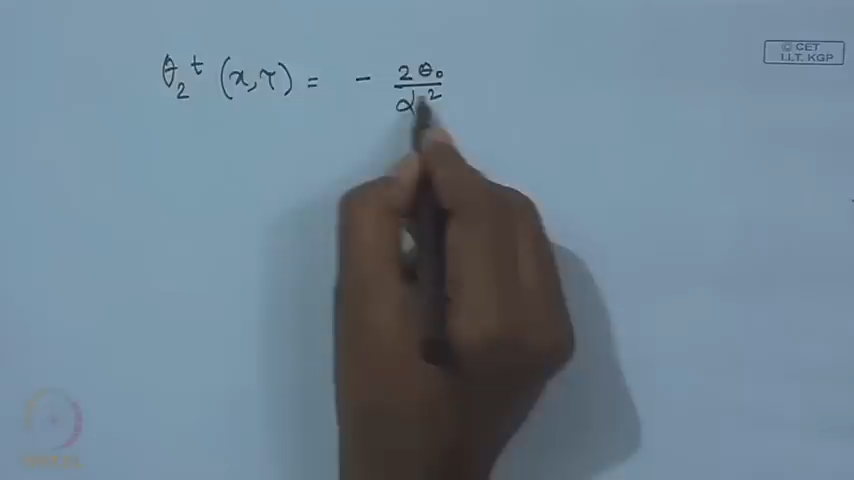 © CET
I.I.T. KGP
θ₂ᵗ (x,τ) = - 2θ₀ / α²